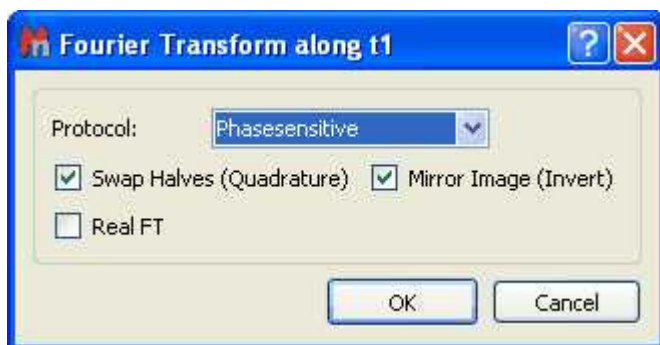 Fourier Transform along t1
Protocol: Phasesensitive
Swap Halves (Quadrature) Mirror Image (Invert)
Real FT
OK Cancel